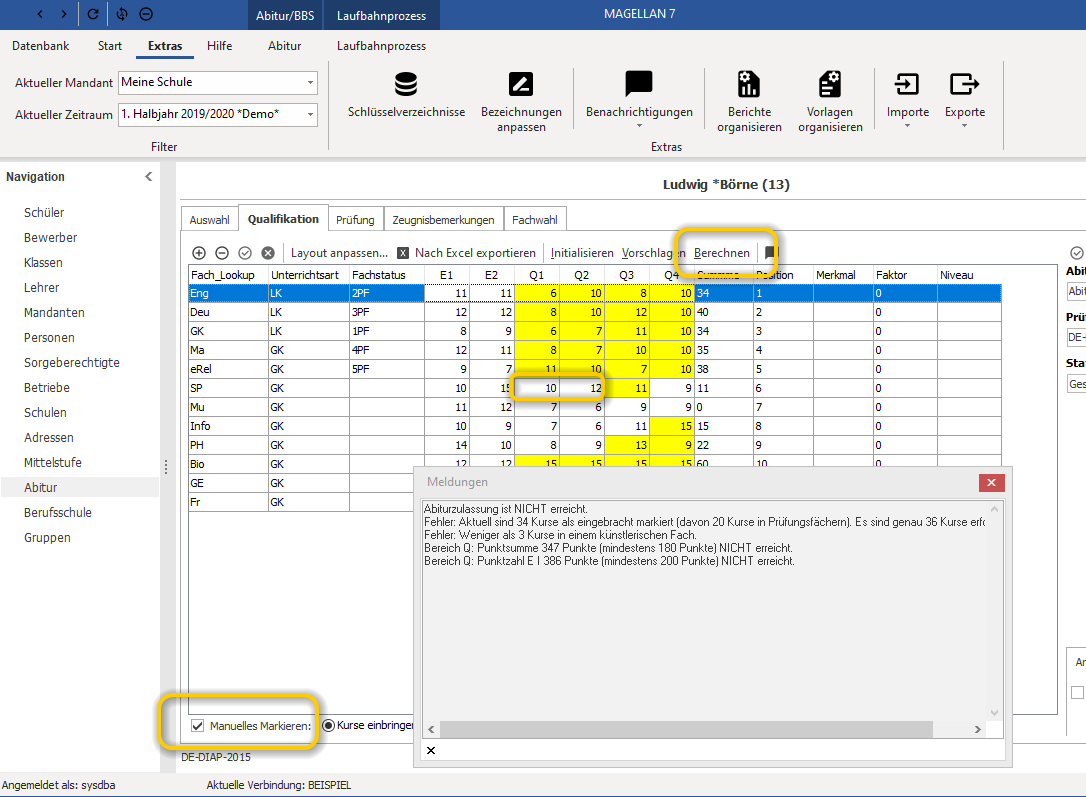 Abitur/BBS Laufbahnprozess MAGELLAN 7
Datenbank Start Extras Hilfe Abitur Laufbahnprozess
Aktueller Mandant Meine Schule
Aktueller Zeitraum 1. Halbjahr 2019/2020 *Demo*
Filter
Schlüsselverzeichnisse
Bezeichnungen
anpassen
Benachrichtigungen
Berichte
organisieren
Vorlagen
organisieren
Importe
Exporte
Extras
Navigation
Schüler
Bewerber
Klassen
Lehrer
Mandanten
Personen
Sorgeberechtigte
Betriebe
Schulen
Adressen
Mittelstufe
Abitur
Berufsschule
Gruppen
Ludwig *Börne (13)
Auswahl Qualifikation Prüfung Zeugnisbemerkungen Fachwahl
Layout anpassen... Nach Excel exportieren Initialisieren Vorschlagen Berechnen
Fach_Lookup Unterrichtsart Fachstatus E1 E2 Q1 Q2 Q3 Q4 Summme Position Merkmal Faktor Niveau
Eng LK 2PF 11 11 6 10 8 10 34 1 0
Deu LK 3PF 12 12 8 10 12 10 40 2 0
GK LK 1PF 8 9 6 7 11 10 34 3 0
Ma GK 4PF 12 11 8 7 10 10 35 4 0
eRel GK 5PF 9 7 11 10 7 10 38 5 0
SP GK 10 15 10 12 11 9 11 6 0
Mu GK 11 12 7 6 9 9 0 7 0
Info GK 10 9 7 6 11 15 15 8 0
PH GK 14 10 8 9 13 9 22 9 0
Bio GK 12 12 15 15 15 15 60 10 0
GE GK
Fr GK
Meldungen
Abiturzulassung ist NICHT erreicht.
Fehler: Aktuell sind 34 Kurse als eingebracht markiert (davon 20 Kurse in Prüfungsfächern). Es sind genau 36 Kurse erfo
Fehler: Weniger als 3 Kurse in einem künstlerischen Fach.
Bereich Q: Punktsumme 347 Punkte (mindestens 180 Punkte) NICHT erreicht.
Bereich Q: Punktzahl E I 386 Punkte (mindestens 200 Punkte) NICHT erreicht.
Abit
Abit
Prüf
DE-
Stat
Ges
Ar
Manuelles Markieren: Kurse einbringen
DE-DIAP-2015
Angemeldet als: sysdba Aktuelle Verbindung: BEISPIEL